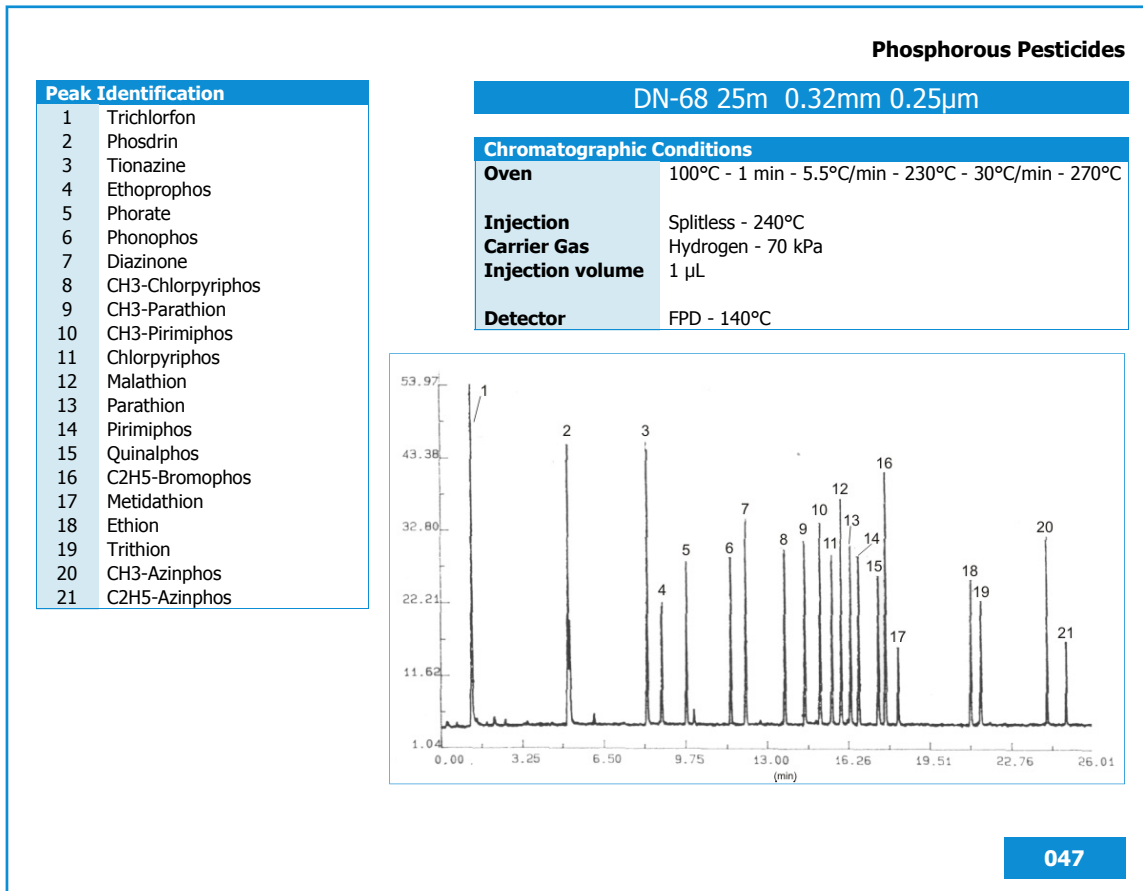 Phosphorous Pesticides
Peak Identification
1 Trichlorfon
2 Phosdrin
3 Tionazine
4 Ethoprophos
5 Phorate
6 Phonophos
7 Diazinone
8 CH3-Chlorpyriphos
9 CH3-Parathion
10 CH3-Pirimiphos
11 Chlorpyriphos
12 Malathion
13 Parathion
14 Pirimiphos
15 Quinalphos
16 C2H5-Bromophos
17 Metidathion
18 Ethion
19 Trithion
20 CH3-Azinphos
21 C2H5-Azinphos
DN-68 25m 0.32mm 0.25µm
Chromatographic Conditions
Oven 100°C - 1 min - 5.5°C/min - 230°C - 30°C/min - 270°C
Injection Splitless - 240°C
Carrier Gas Hydrogen - 70 kPa
Injection volume 1 µL
Detector FPD - 140°C
53.97
43.38
32.80
22.21
11.62
1.04
1
2
3
4
5
6
7
8
9
10
11
12
13
14
15
16
17
18
19
20
21
0.00 3.25 6.50 9.75 13.00 16.26 19.51 22.76 26.01
(min)
047